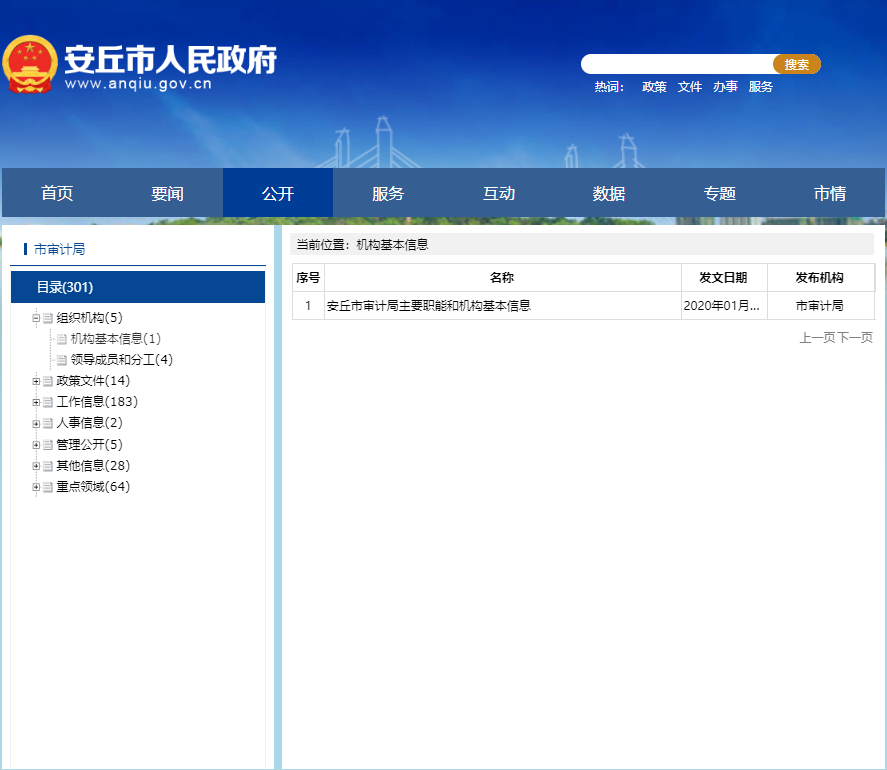 安丘市人民政府
www.anqiu.gov.cn
搜索
热词： 政策 文件 办事 服务
首页 要闻 公开 服务 互动 数据 专题 市情
市审计局
目录(301)
组织机构(5)
机构基本信息(1)
领导成员和分工(4)
政策文件(14)
工作信息(183)
人事信息(2)
管理公开(5)
其他信息(28)
重点领域(64)
当前位置：机构基本信息
序号 名称 发文日期 发布机构
1 安丘市审计局主要职能和机构基本信息 2020年01月... 市审计局
上一页下一页